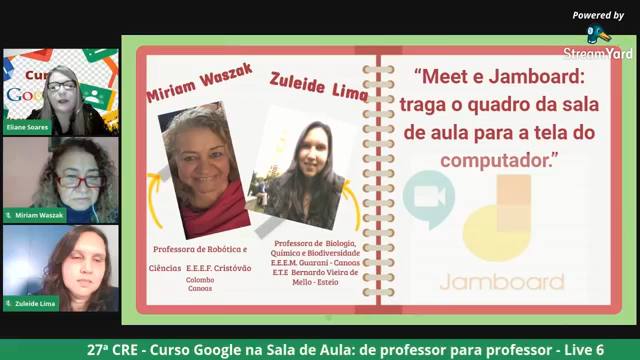 Powered by
StreamYard
Cur
Goo
Eliane Soares
Miriam Waszak
Zuleide Lima
Miriam Waszak
Zuleide Lima
Professora de Robótica e
Ciências E.E.E.F. Cristóvão
Colombo
Canoas
Professora de Biologia,
Química e Biodiversidade
E.E.E.M. Guarani - Canoas
E.T.E Bernardo Vieira de
Mello - Esteio
“Meet e Jamboard:
traga o quadro da sala
de aula para a tela do
computador.”
Jamboard
27ª CRE - Curso Google na Sala de Aula: de professor para professor - Live 6